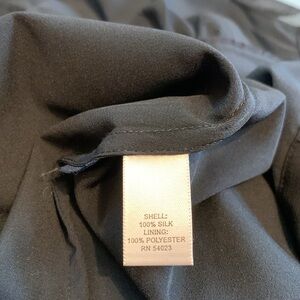 SHELL:
100% SILK
LINING:
100% POLYESTER
RN 54023